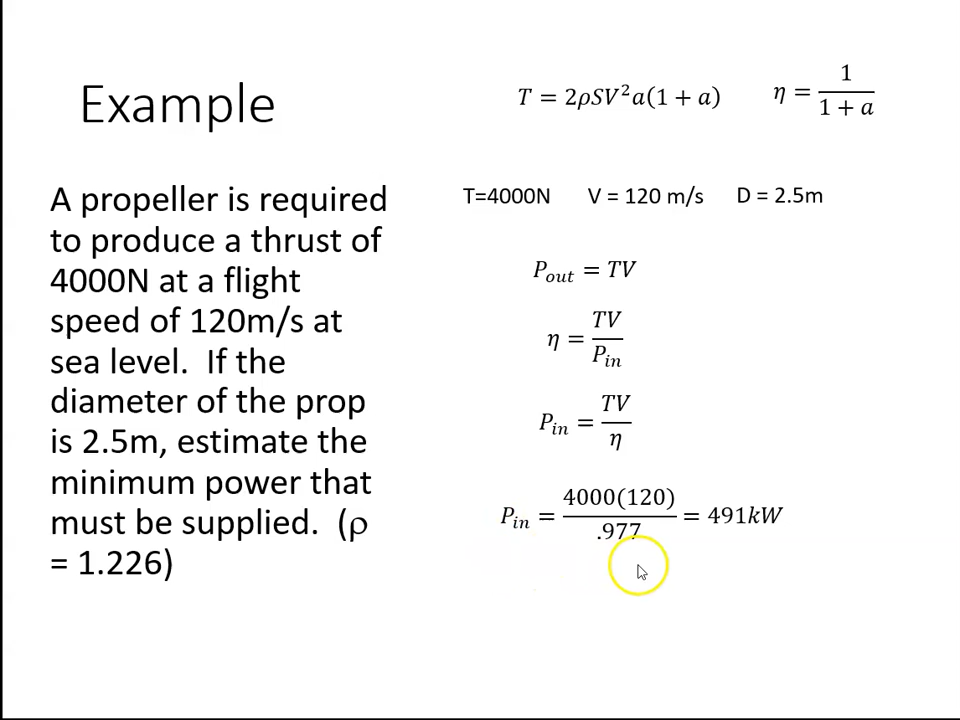 Example
A propeller is required
to produce a thrust of
4000N at a flight
speed of 120m/s at
sea level. If the
diameter of the prop
is 2.5m, estimate the
minimum power that
must be supplied. (ρ
= 1.226)
T = 2ρSV²a(1 + a) η = 1/(1 + a)
T=4000N V = 120 m/s D = 2.5m
P_out = TV
η = TV/P_in
P_in = TV/η
P_in = 4000(120)/.977 = 491kW